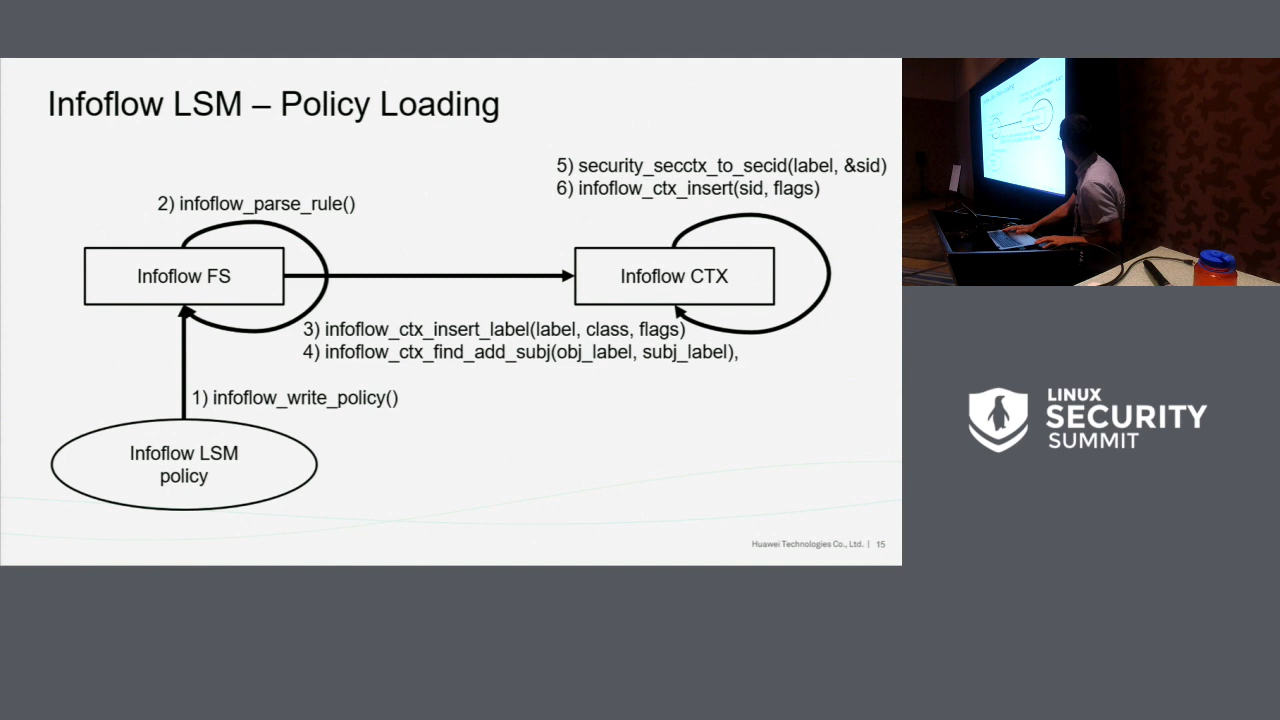 Infoflow LSM – Policy Loading
5) security_secctx_to_secid(label, &sid)
6) infoflow_ctx_insert(sid, flags)
2) infoflow_parse_rule()
Infoflow FS
Infoflow CTX
3) infoflow_ctx_insert_label(label, class, flags)
4) infoflow_ctx_find_add_subj(obj_label, subj_label),
1) infoflow_write_policy()
Infoflow LSM
policy
Huawei Technologies Co., Ltd. | 15
LINUX
SECURITY
SUMMIT